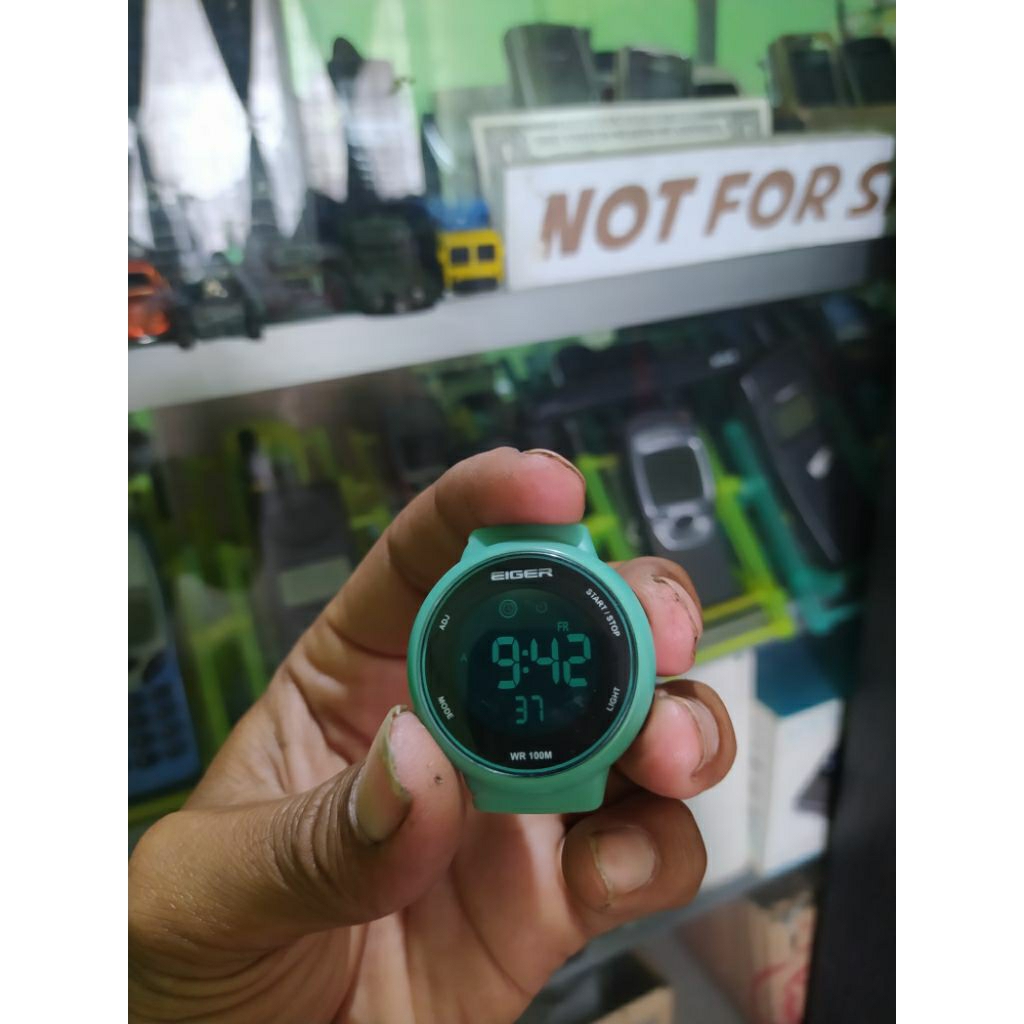 NOT FOR S
EIGER
ADJ
START / STOP
FR
A
9:42
37
MODE
LIGHT
WR 100M